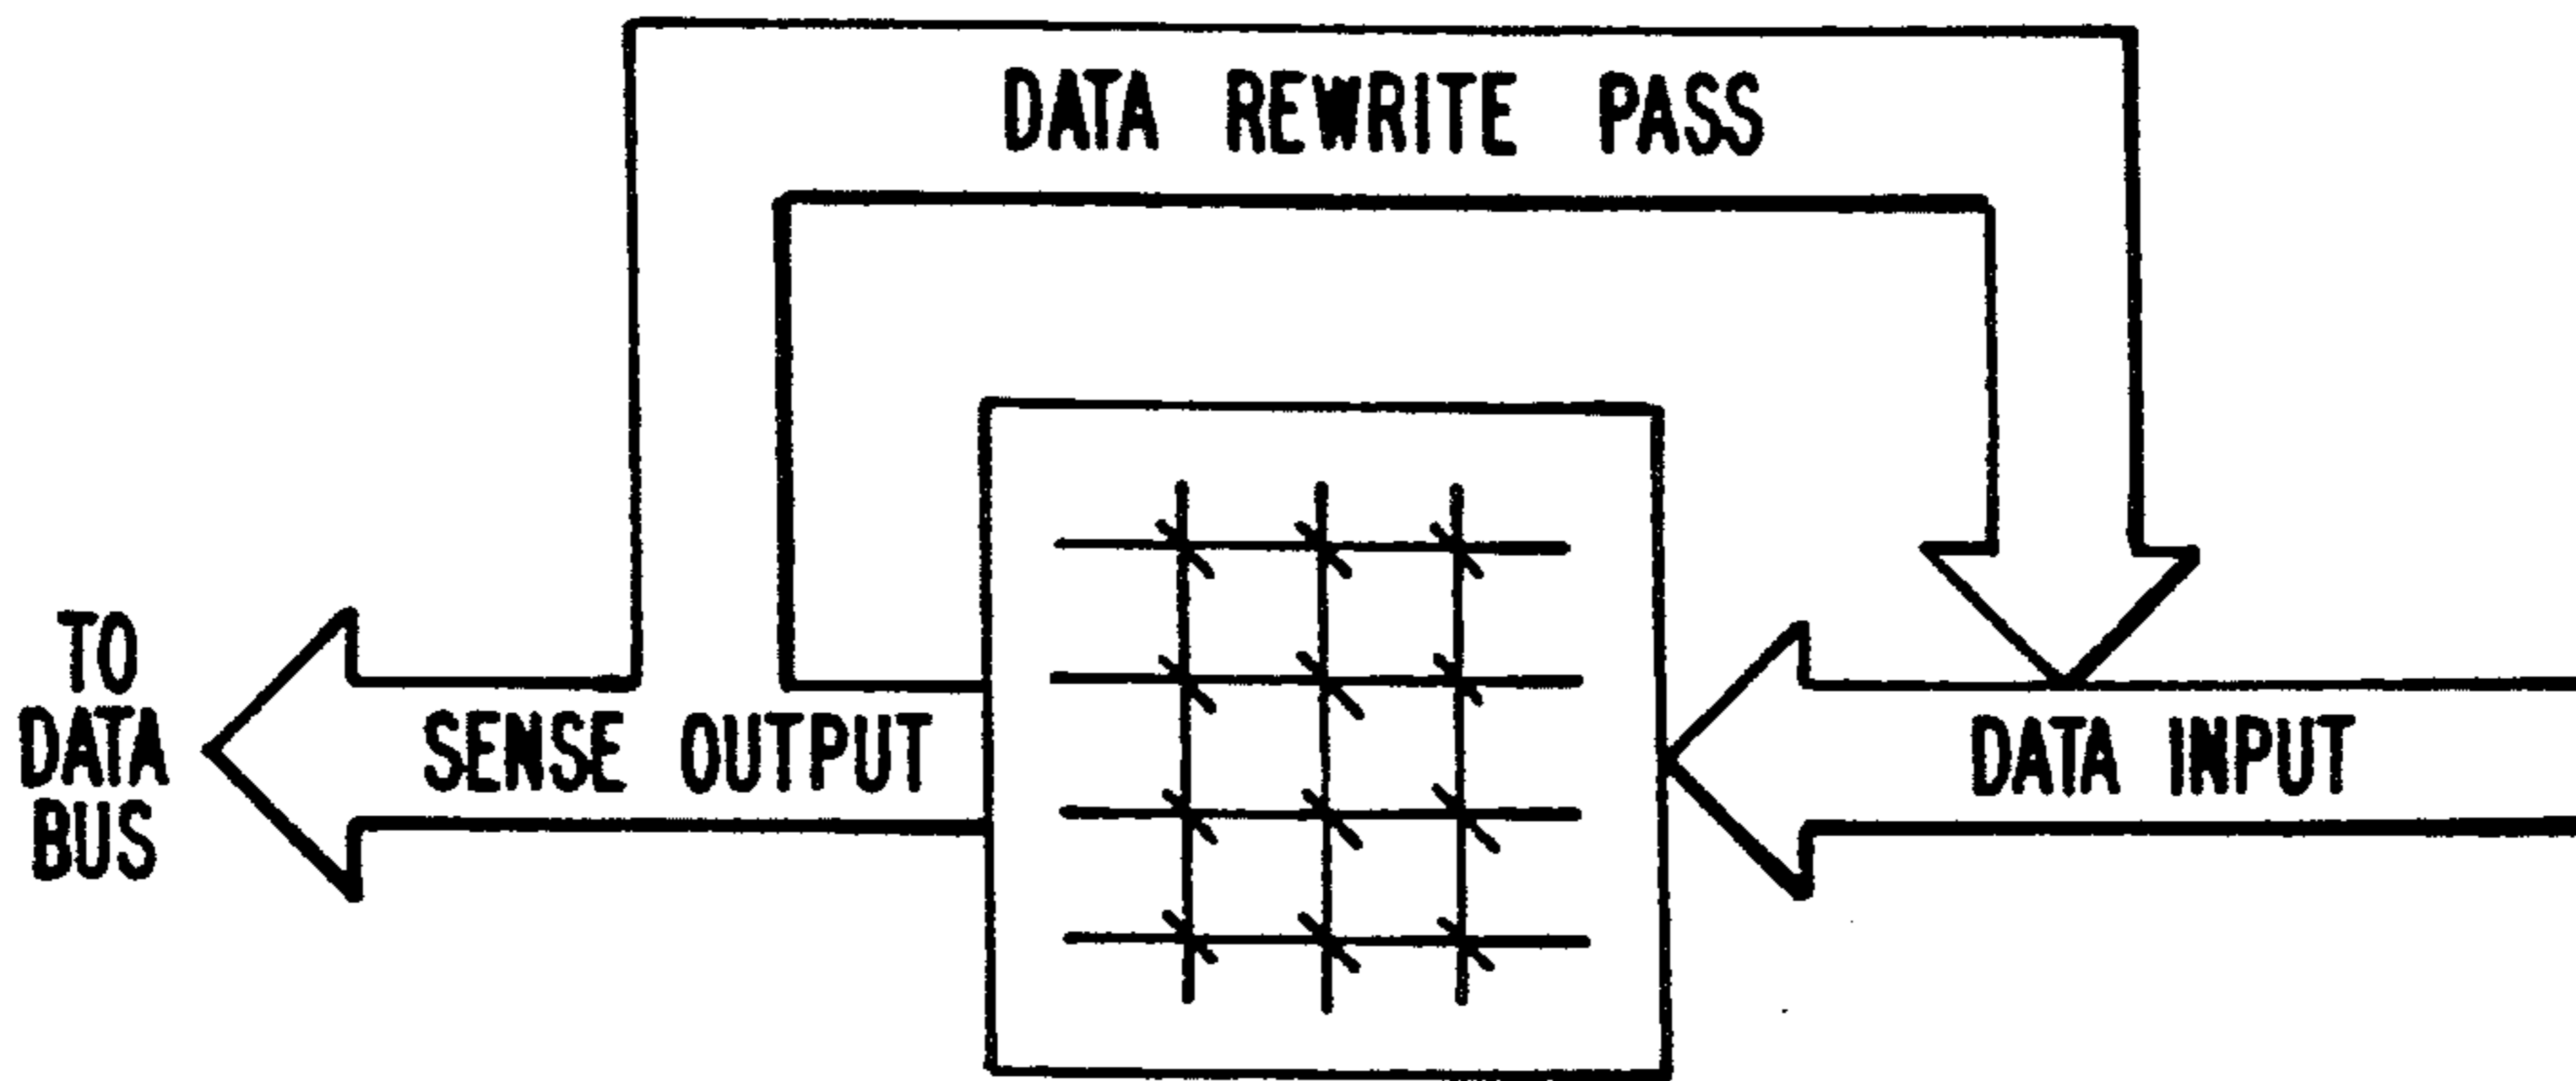 DATA REWRITE PASS
TO
DATA
BUS
SENSE OUTPUT
DATA INPUT